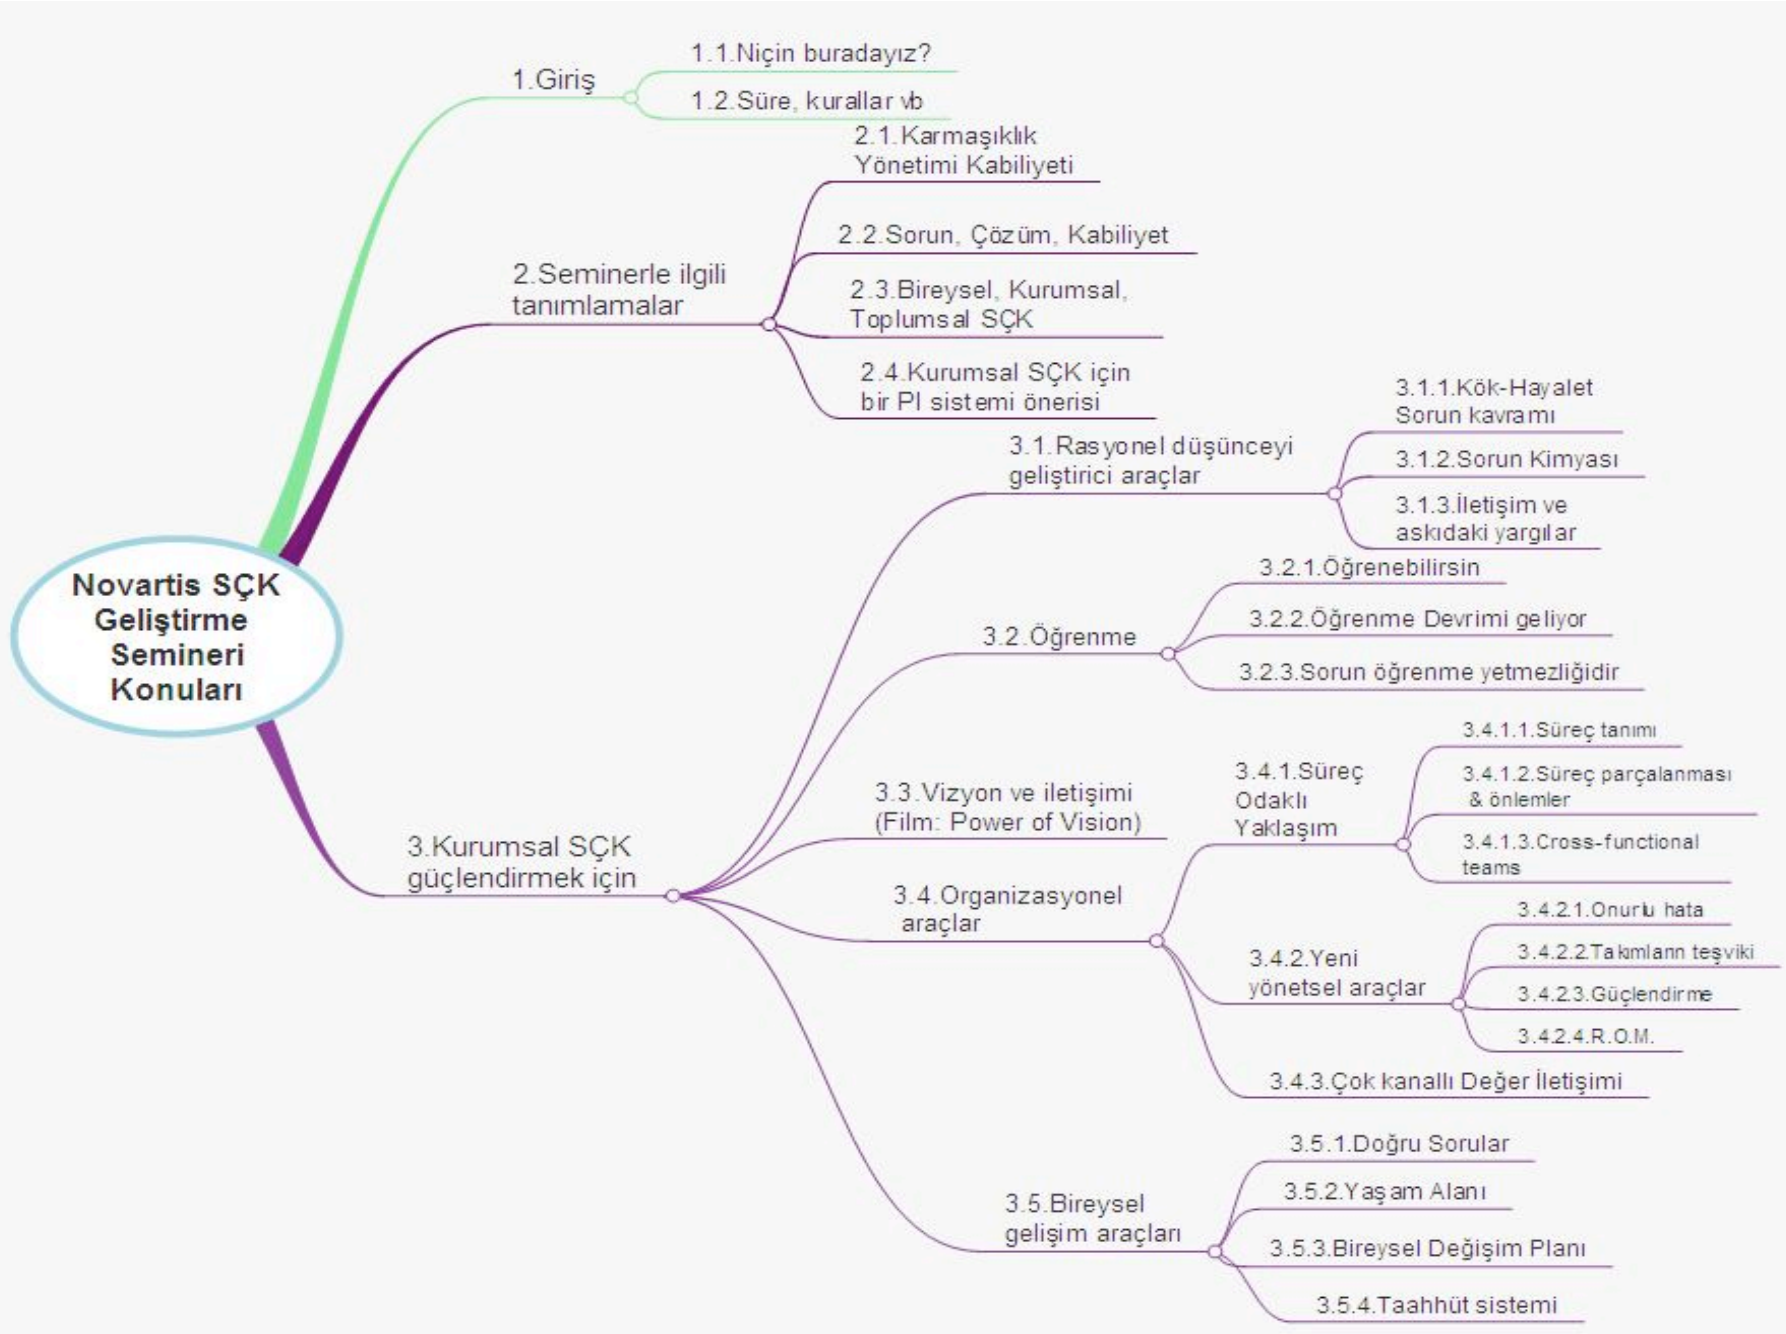 Novartis SÇK
Geliştirme
Semineri
Konuları
1.Giriş
1.1.Niçin buradayız?
1.2.Süre, kurallar vb
2.Seminerle ilgili
tanımlamalar
2.1.Karmaşıklık
Yönetimi Kabiliyeti
2.2.Sorun, Çözüm, Kabiliyet
2.3.Bireysel, Kurumsal,
Toplumsal SÇK
2.4.Kurumsal SÇK için
bir PI sistemi önerisi
3.Kurumsal SÇK
güçlendirmek için
3.1.Rasyonel düşünceyi
geliştirici araçlar
3.1.1.Kök-Hayalet
Sorun kavramı
3.1.2.Sorun Kimyası
3.1.3.İletişim ve
askıdaki yargılar
3.2.Öğrenme
3.2.1.Öğrenebilirsin
3.2.2.Öğrenme Devrimi geliyor
3.2.3.Sorun öğrenme yetmezliğidir
3.3.Vizyon ve iletişimi
(Film: Power of Vision)
3.4.Organizasyonel
araçlar
3.4.1.Süreç
Odaklı
Yaklaşım
3.4.1.1.Süreç tanımı
3.4.1.2.Süreç parçalanması
& önlemler
3.4.1.3.Cross-functional
teams
3.4.2.Yeni
yönetsel araçlar
3.4.2.1.Onurlu hata
3.4.2.2.Takımların teşviki
3.4.2.3.Güçlendirme
3.4.2.4.R.O.M.
3.4.3.Çok kanallı Değer İletişimi
3.5.Bireysel
gelişim araçları
3.5.1.Doğru Sorular
3.5.2.Yaşam Alanı
3.5.3.Bireysel Değişim Planı
3.5.4.Taahhüt sistemi